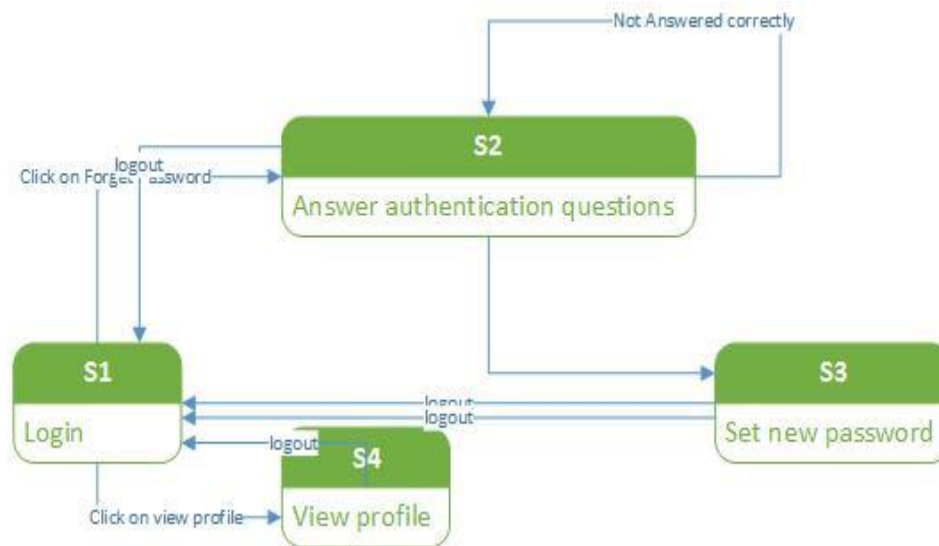 Not Answered correctly
S2
logout
Click on Forget Password
Answer authentication questions
S1
S3
logout
Login
logout
Set new password
logout
S4
Click on view profile
View profile